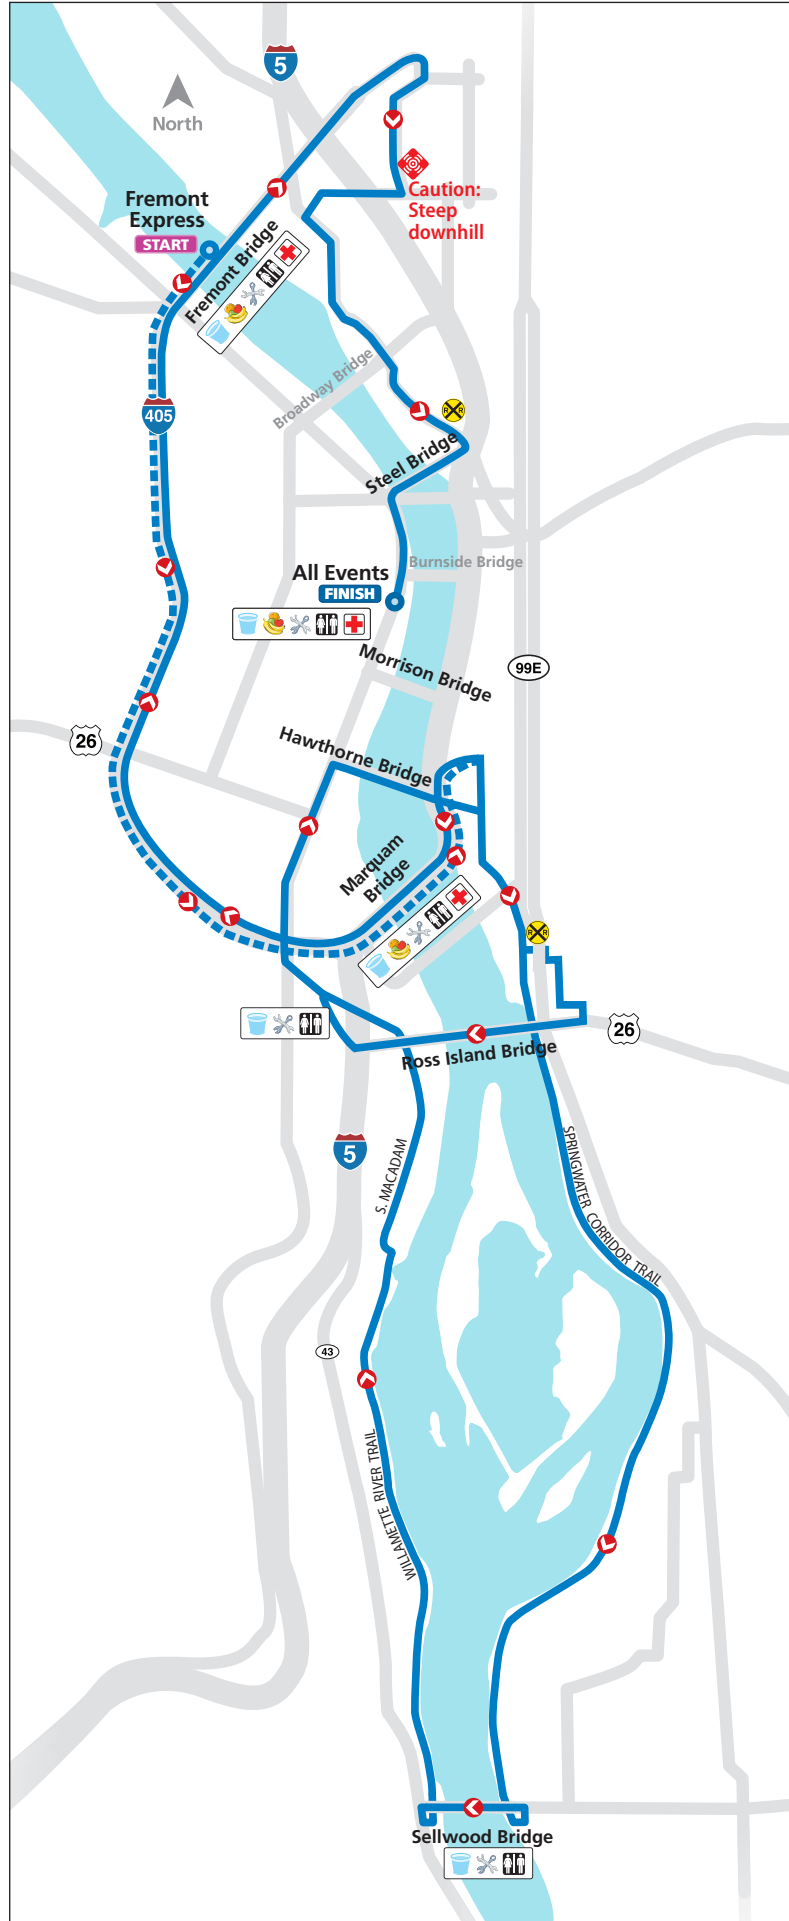 5
North
Fremont
Express
START
Caution:
Steep
downhill
Fremont Bridge
405
Broadway Bridge
R R
Steel Bridge
Burnside Bridge
All Events
FINISH
Morrison Bridge
99E
26
Hawthorne Bridge
Marquam
Bridge
R R
26
Ross Island Bridge
5
S. MACADAM
SPRINGWATER CORRIDOR TRAIL
43
WILLAMETTE RIVER TRAIL
Sellwood Bridge